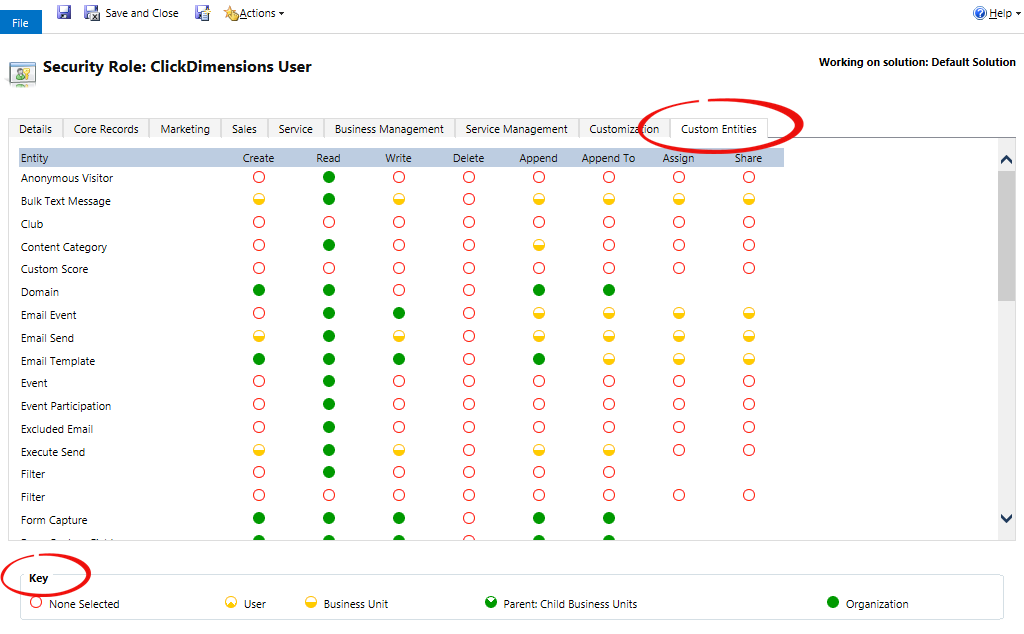 File Save and Close Actions Help
Security Role: ClickDimensions User
Working on solution: Default Solution
Details Core Records Marketing Sales Service Business Management Service Management Customization Custom Entities
Entity Create Read Write Delete Append Append To Assign Share
Anonymous Visitor
Bulk Text Message
Club
Content Category
Custom Score
Domain
Email Event
Email Send
Email Template
Event
Event Participation
Excluded Email
Execute Send
Filter
Filter
Form Capture
Key
None Selected User Business Unit Parent: Child Business Units Organization